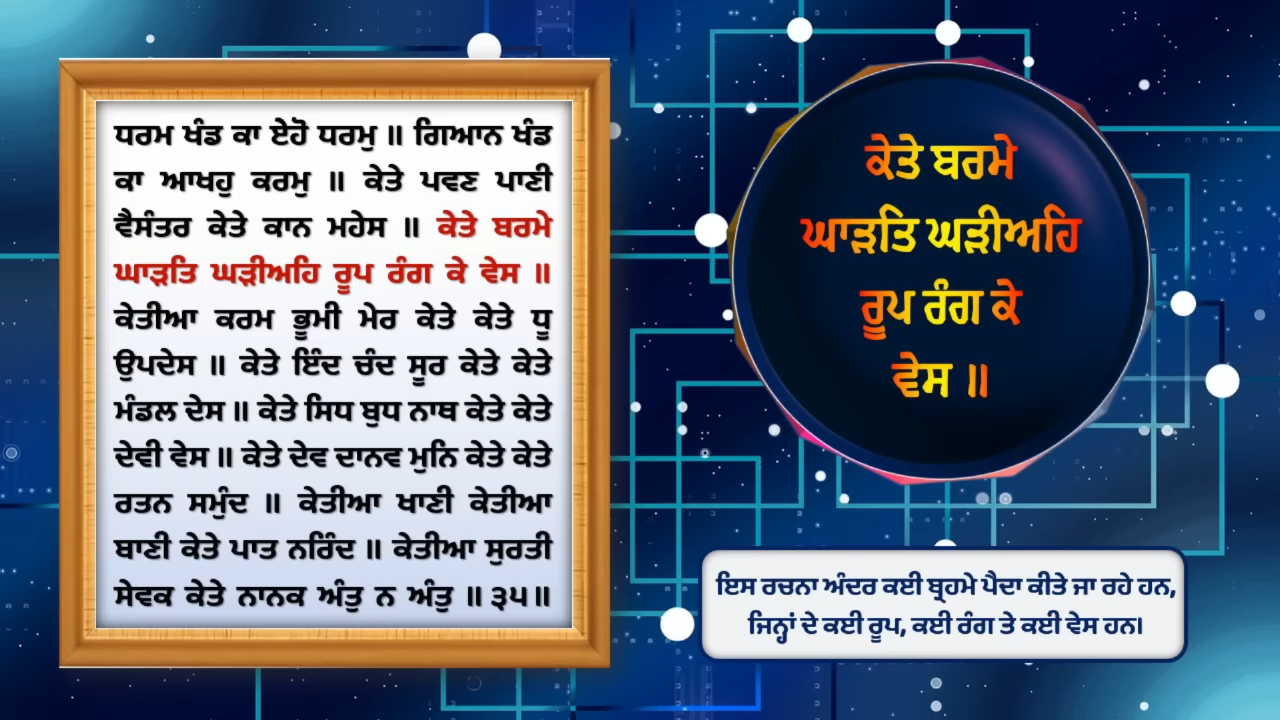 ਧਰਮ ਖੰਡ ਕਾ ਏਹੋ ਧਰਮੁ ॥ ਗਿਆਨ ਖੰਡ
ਕਾ ਆਖਹੁ ਕਰਮੁ ॥ ਕੇਤੇ ਪਵਣ ਪਾਣੀ
ਵੈਸੰਤਰ ਕੇਤੇ ਕਾਨ ਮਹੇਸ ॥ ਕੇਤੇ ਬਰਮੇ
ਘਾੜਤਿ ਘੜੀਅਹਿ ਰੂਪ ਰੰਗ ਕੇ ਵੇਸ ॥
ਕੇਤੀਆ ਕਰਮ ਭੂਮੀ ਮੇਰ ਕੇਤੇ ਕੇਤੇ ਧੂ
ਉਪਦੇਸ ॥ ਕੇਤੇ ਇੰਦ ਚੰਦ ਸੂਰ ਕੇਤੇ ਕੇਤੇ
ਮੰਡਲ ਦੇਸ ॥ ਕੇਤੇ ਸਿਧ ਬੁਧ ਨਾਥ ਕੇਤੇ ਕੇਤੇ
ਦੇਵੀ ਵੇਸ ॥ ਕੇਤੇ ਦੇਵ ਦਾਨਵ ਮੁਨਿ ਕੇਤੇ ਕੇਤੇ
ਰਤਨ ਸਮੁੰਦ ॥ ਕੇਤੀਆ ਖਾਣੀ ਕੇਤੀਆ
ਬਾਣੀ ਕੇਤੇ ਪਾਤ ਨਰਿੰਦ ॥ ਕੇਤੀਆ ਸੁਰਤੀ
ਸੇਵਕ ਕੇਤੇ ਨਾਨਕ ਅੰਤੁ ਨ ਅੰਤੁ ॥੩੫॥
ਕੇਤੇ ਬਰਮੇ
ਘਾੜਤਿ ਘੜੀਅਹਿ
ਰੂਪ ਰੰਗ ਕੇ
ਵੇਸ ॥
ਇਸ ਰਚਨਾ ਅੰਦਰ ਕਈ ਬ੍ਰਹਮੇ ਪੈਦਾ ਕੀਤੇ ਜਾ ਰਹੇ ਹਨ,
ਜਿਨ੍ਹਾਂ ਦੇ ਕਈ ਰੂਪ, ਕਈ ਰੰਗ ਤੇ ਕਈ ਵੇਸ ਹਨ।